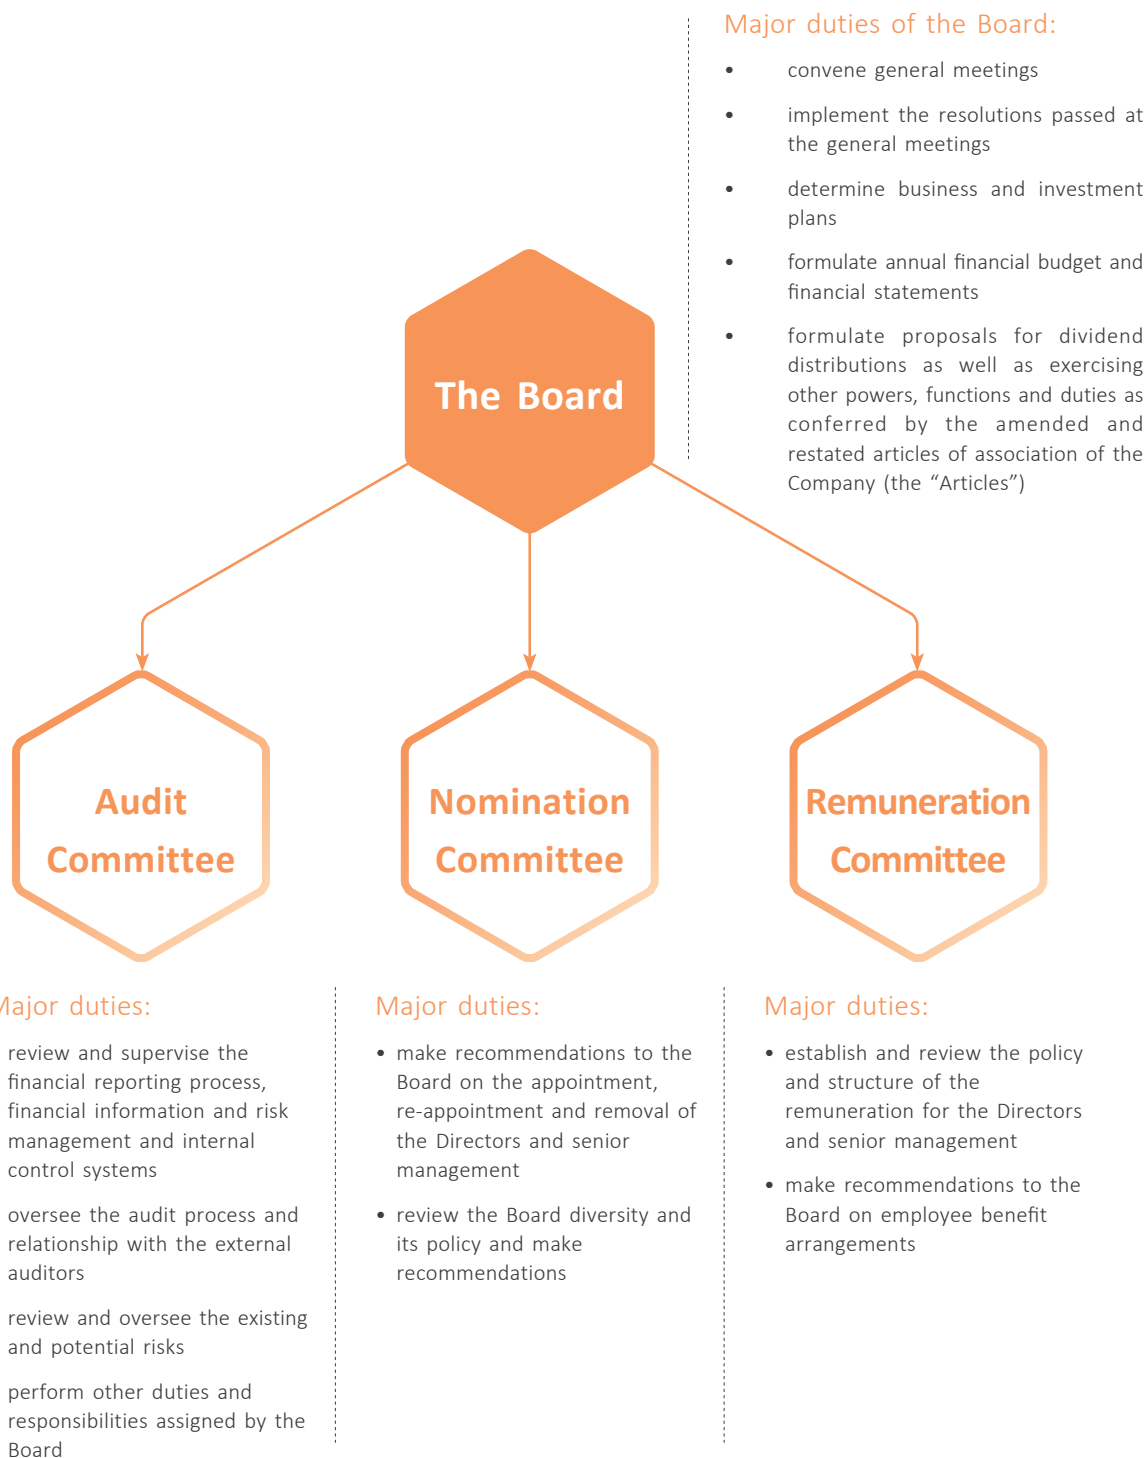 Major duties of the Board:
• convene general meetings
• implement the resolutions passed at
the general meetings
• determine business and investment
plans
• formulate annual financial budget and
financial statements
• formulate proposals for dividend
distributions as well as exercising
other powers, functions and duties as
conferred by the amended and
restated articles of association of the
Company (the “Articles”)
The Board
Audit
Committee
Nomination
Committee
Remuneration
Committee
Major duties:
review and supervise the
financial reporting process,
financial information and risk
management and internal
control systems
oversee the audit process and
relationship with the external
auditors
review and oversee the existing
and potential risks
perform other duties and
responsibilities assigned by the
Board
Major duties:
• make recommendations to the
Board on the appointment,
re-appointment and removal of
the Directors and senior
management
• review the Board diversity and
its policy and make
recommendations
Major duties:
• establish and review the policy
and structure of the
remuneration for the Directors
and senior management
• make recommendations to the
Board on employee benefit
arrangements